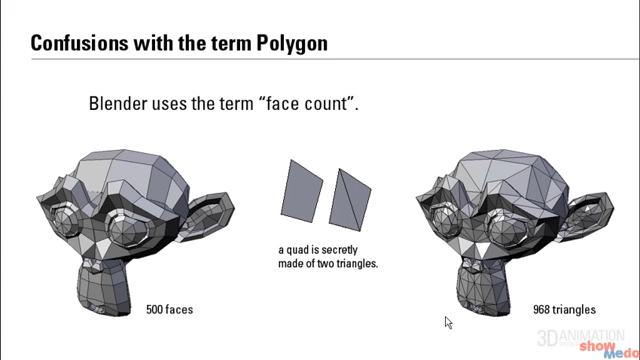 Confusions with the term Polygon
Blender uses the term “face count”.
a quad is secretly
made of two triangles.
500 faces
968 triangles
3D ANIMATION
show
Medo